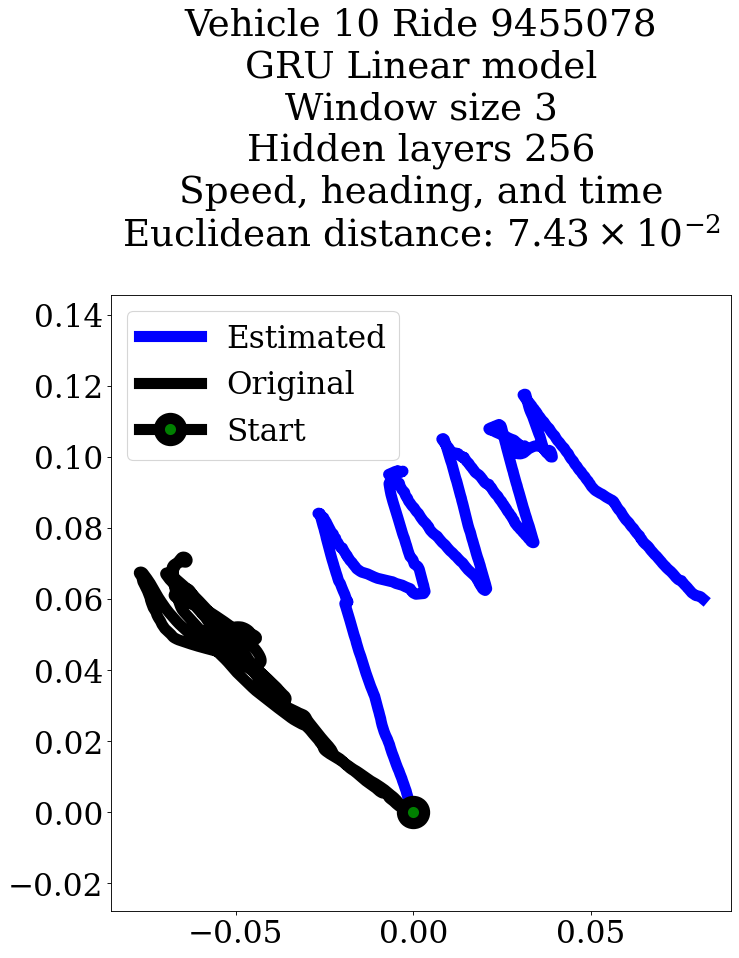 Vehicle 10 Ride 9455078
GRU Linear model
Window size 3
Hidden layers 256
Speed, heading, and time
Euclidean distance: 7.43 × 10⁻²
Estimated
Original
Start
0.14
0.12
0.10
0.08
0.06
0.04
0.02
0.00
−0.02
−0.05 0.00 0.05